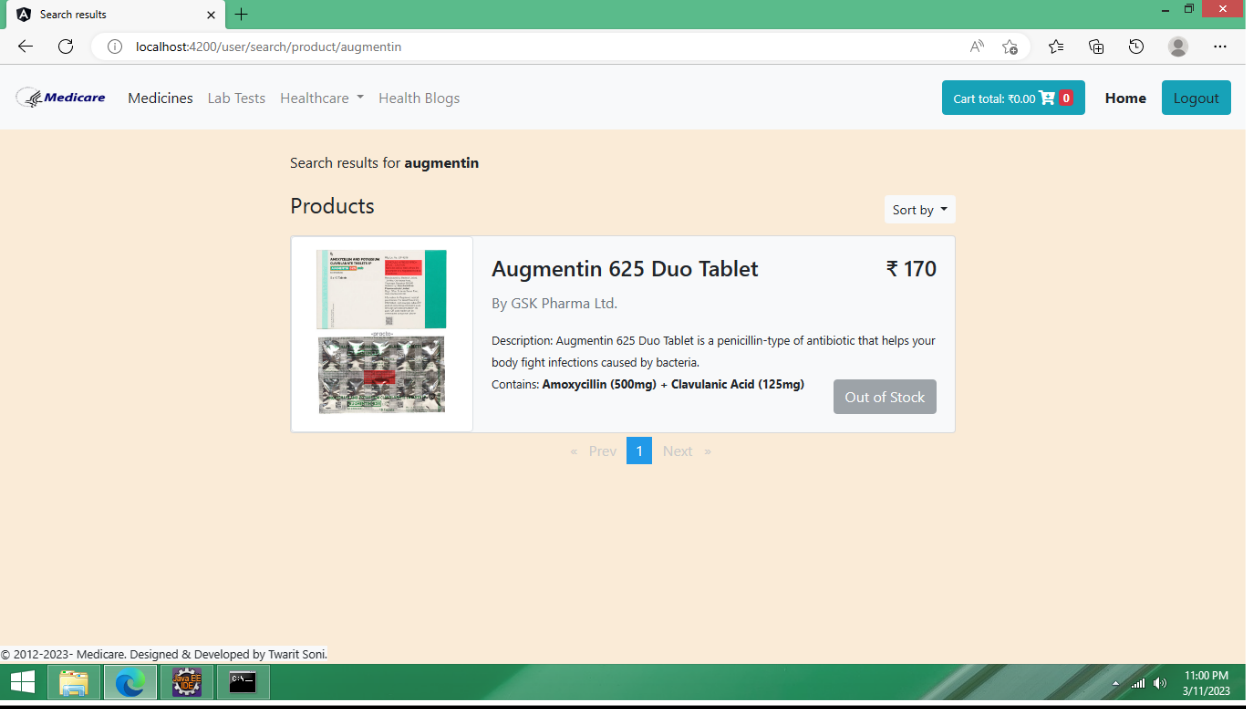 Search results
localhost:4200/user/search/product/augmentin
Medicare Medicines Lab Tests Healthcare Health Blogs Cart total: ₹0.00 0 Home Logout
Search results for augmentin
Products Sort by
Augmentin 625 Duo Tablet ₹ 170
By GSK Pharma Ltd.
Description: Augmentin 625 Duo Tablet is a penicillin-type of antibiotic that helps your
body fight infections caused by bacteria.
Contains: Amoxycillin (500mg) + Clavulanic Acid (125mg)
Out of Stock
« Prev 1 Next »
© 2012-2023- Medicare. Designed & Developed by Twarit Soni.
Java EE
IDE
11:00 PM
3/11/2023